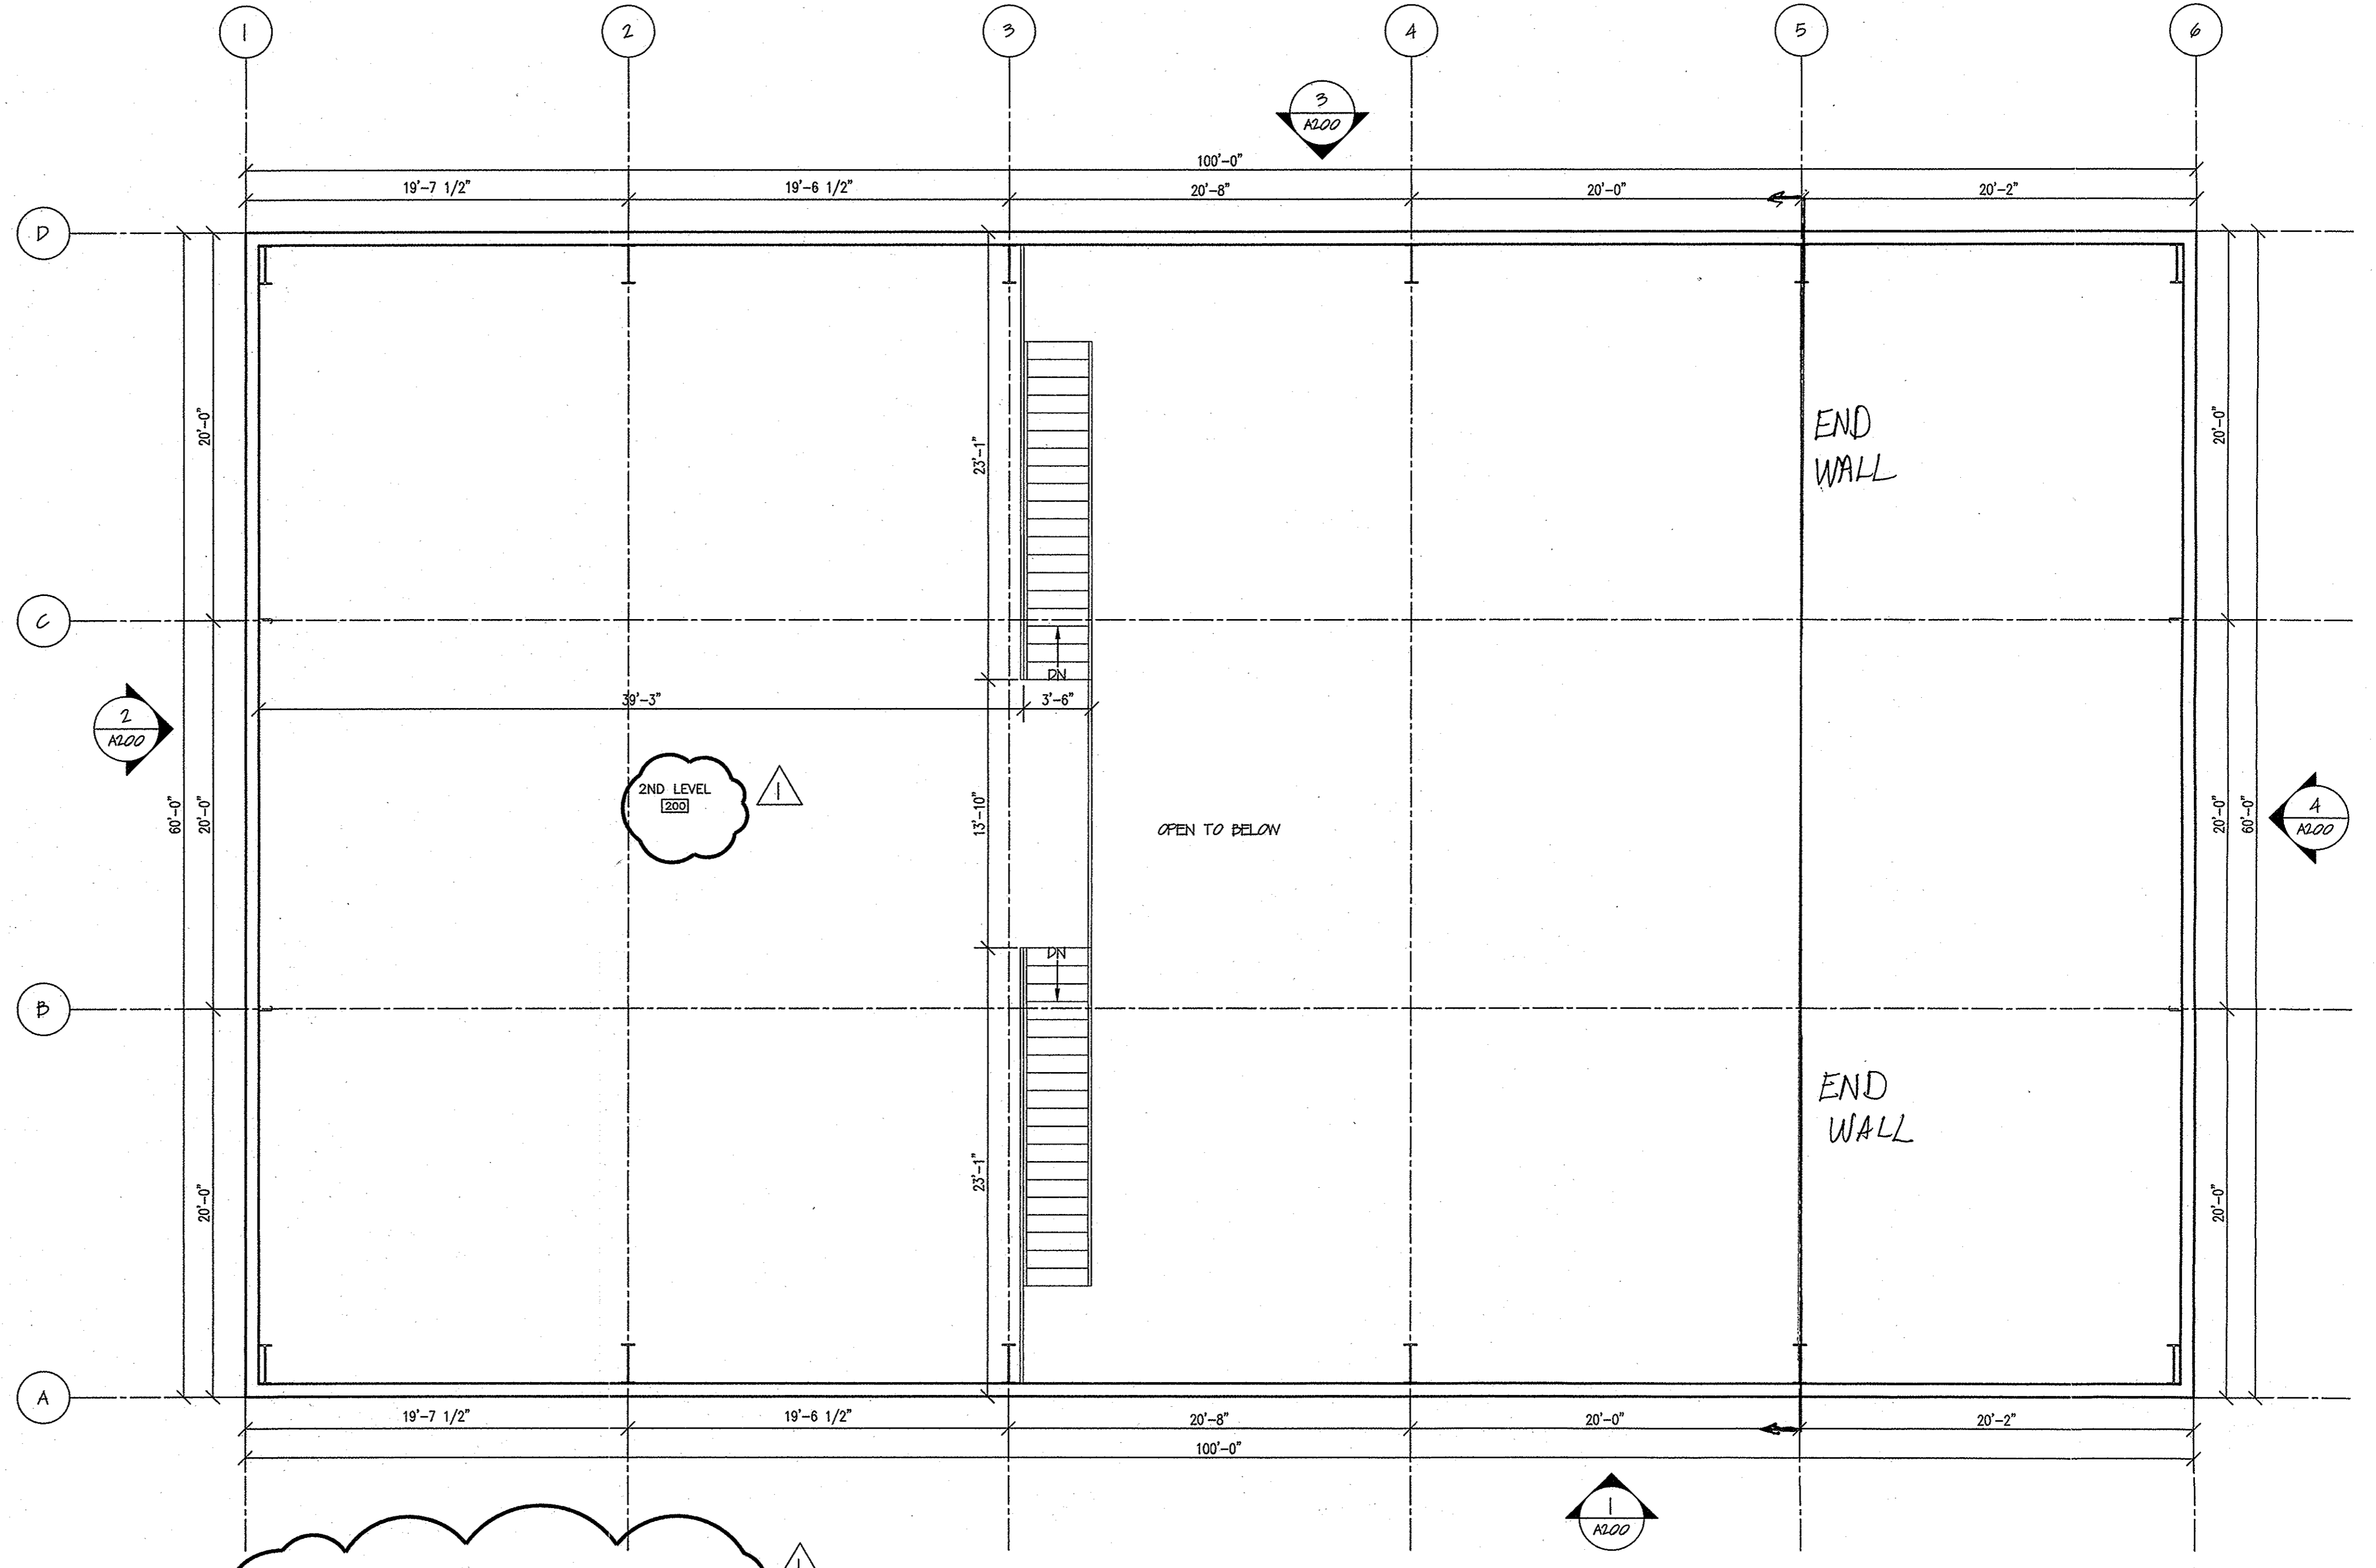 1 2 3 4 5 6
3
A200
100'-0"
19'-7 1/2" 19'-6 1/2" 20'-8" 20'-0" 20'-2"
D
20'-0" 23'-1" 20'-0"
END
WALL
C
DN
39'-3" 3'-6"
2
A200
2ND LEVEL
200
1
60'-0" 20'-0" 13'-10" 20'-0" 60'-0"
OPEN TO BELOW
4
A200
DN
B
END
WALL
20'-0" 23'-1" 20'-0"
A
19'-7 1/2" 19'-6 1/2" 20'-8" 20'-0" 20'-2"
100'-0"
1
A200
1